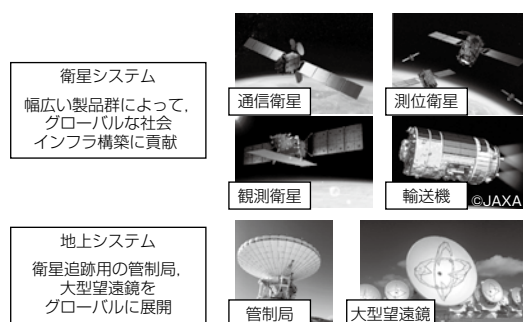 衛星システム
幅広い製品群によって,
グローバルな社会
インフラ構築に貢献
通信衛星
測位衛星
観測衛星
輸送機
©JAXA
地上システム
衛星追跡用の管制局,
大型望遠鏡を
グローバルに展開
管制局
大型望遠鏡